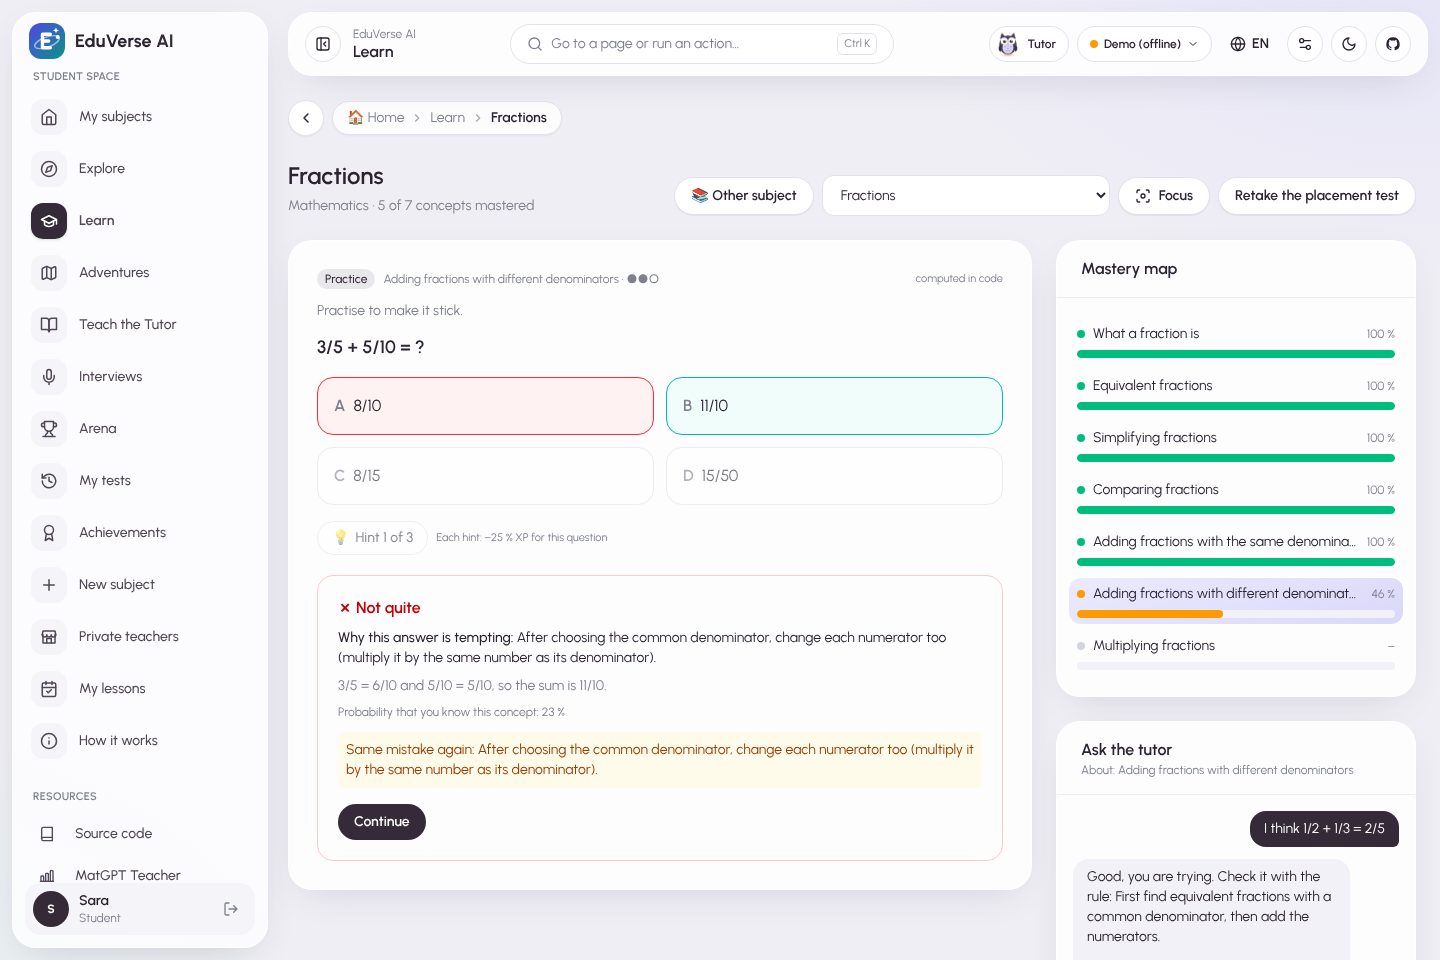 EduVerse AI
STUDENT SPACE
My subjects
Explore
Learn
Adventures
Teach the Tutor
Interviews
Arena
My tests
Achievements
New subject
Private teachers
My lessons
How it works
RESOURCES
Source code
MatGPT Teacher
S
Sara
Student
EduVerse AI
Learn
Go to a page or run an action...
Ctrl K
Tutor
Demo (offline)
EN
Home > Learn > Fractions
Fractions
Mathematics · 5 of 7 concepts mastered
Other subject
Fractions
Focus
Retake the placement test
Practice
Adding fractions with different denominators ·
computed in code
Practise to make it stick.
3/5 + 5/10 = ?
A 8/10
B 11/10
C 8/15
D 15/50
Hint 1 of 3
Each hint: −25 % XP for this question
× Not quite
Why this answer is tempting: After choosing the common denominator, change each numerator too
(multiply it by the same number as its denominator).
3/5 = 6/10 and 5/10 = 5/10, so the sum is 11/10.
Probability that you know this concept: 23 %
Same mistake again: After choosing the common denominator, change each numerator too (multiply it
by the same number as its denominator).
Continue
Mastery map
What a fraction is 100 %
Equivalent fractions 100 %
Simplifying fractions 100 %
Comparing fractions 100 %
Adding fractions with the same denomina... 100 %
Adding fractions with different denominat... 46 %
Multiplying fractions –
Ask the tutor
About: Adding fractions with different denominators
I think 1/2 + 1/3 = 2/5
Good, you are trying. Check it with the
rule: First find equivalent fractions with a
common denominator, then add the
numerators.